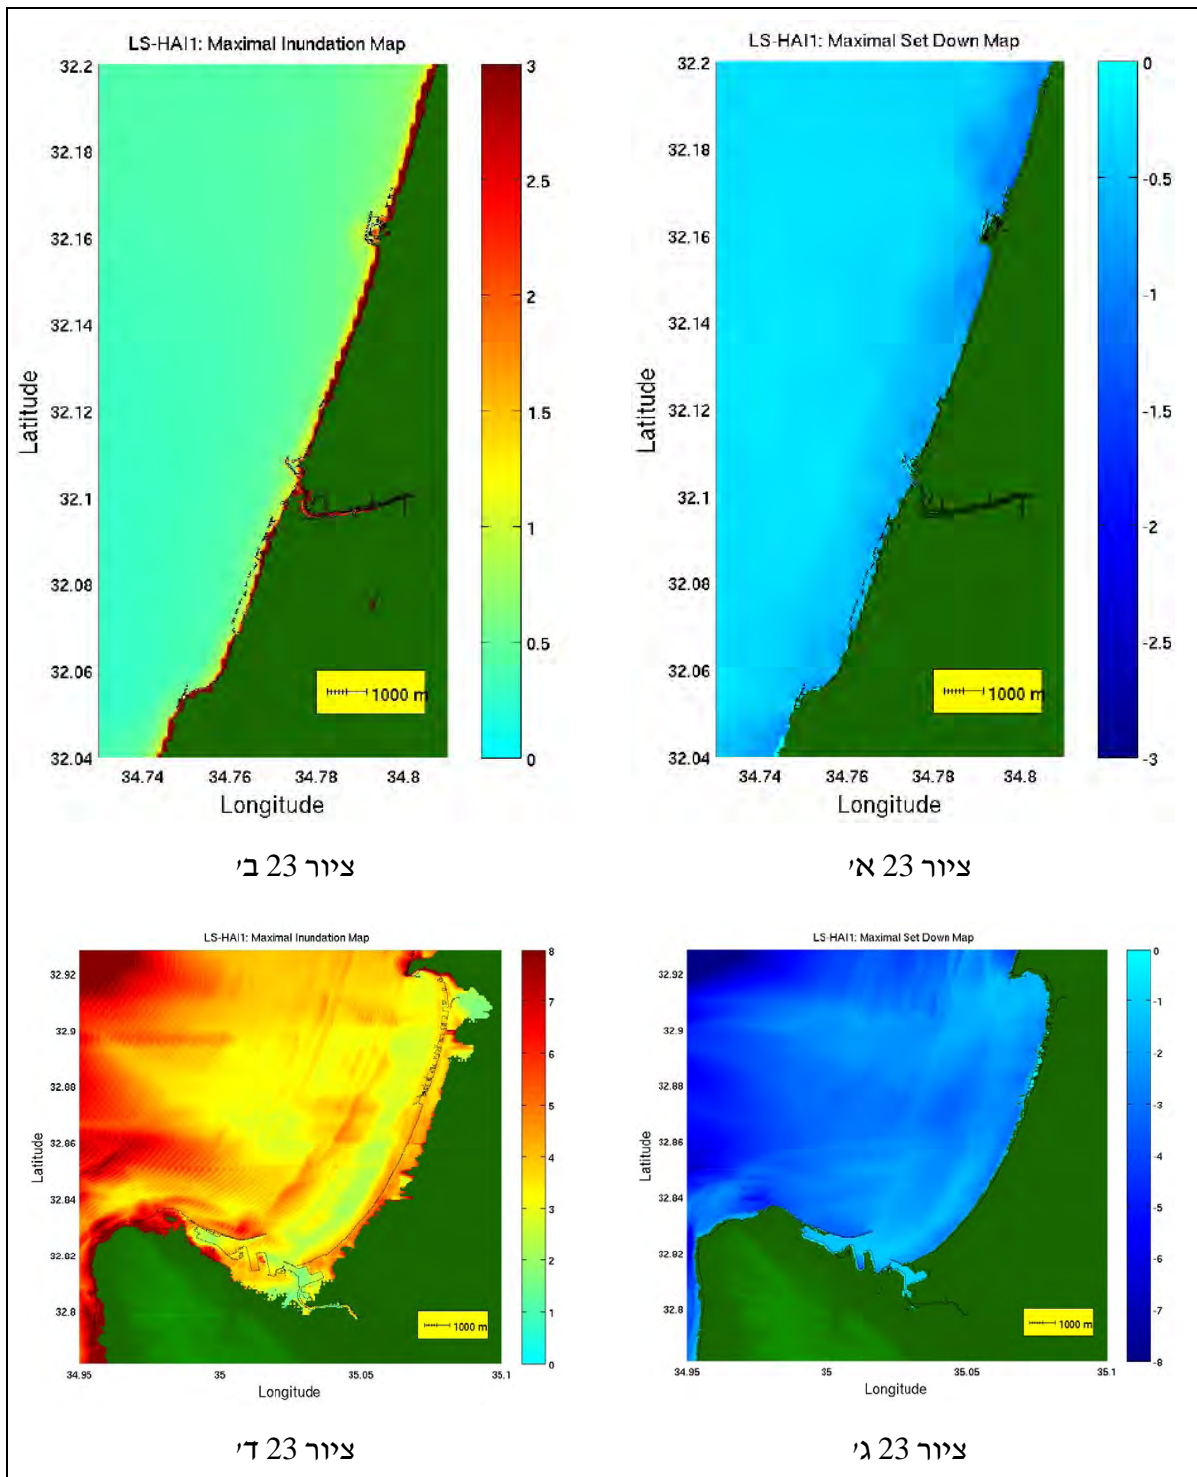 LS-HAI1: Maximal Inundation Map
32.2
32.18
32.16
32.14
32.12
32.1
32.08
32.06
32.04
Latitude
34.74 34.76 34.78 34.8
Longitude
1000 m
3
2.5
2
1.5
1
0.5
0
ציור 23 ב'
LS-HAI1: Maximal Set Down Map
32.2
32.18
32.16
32.14
32.12
32.1
32.08
32.06
32.04
Latitude
34.74 34.76 34.78 34.8
Longitude
1000 m
0
-0.5
-1
-1.5
-2
-2.5
-3
ציור 23 א'
LS-HAI1: Maximal Inundation Map
32.92
32.9
32.88
32.86
32.84
32.82
32.8
Latitude
34.95 35 35.05 35.1
Longitude
1000 m
8
7
6
5
4
3
2
1
0
ציור 23 ד'
LS-HAI1: Maximal Set Down Map
32.92
32.9
32.88
32.86
32.84
32.82
32.8
Latitude
34.95 35 35.05 35.1
Longitude
1000 m
0
-1
-2
-3
-4
-5
-6
-7
-8
ציור 23 ג'